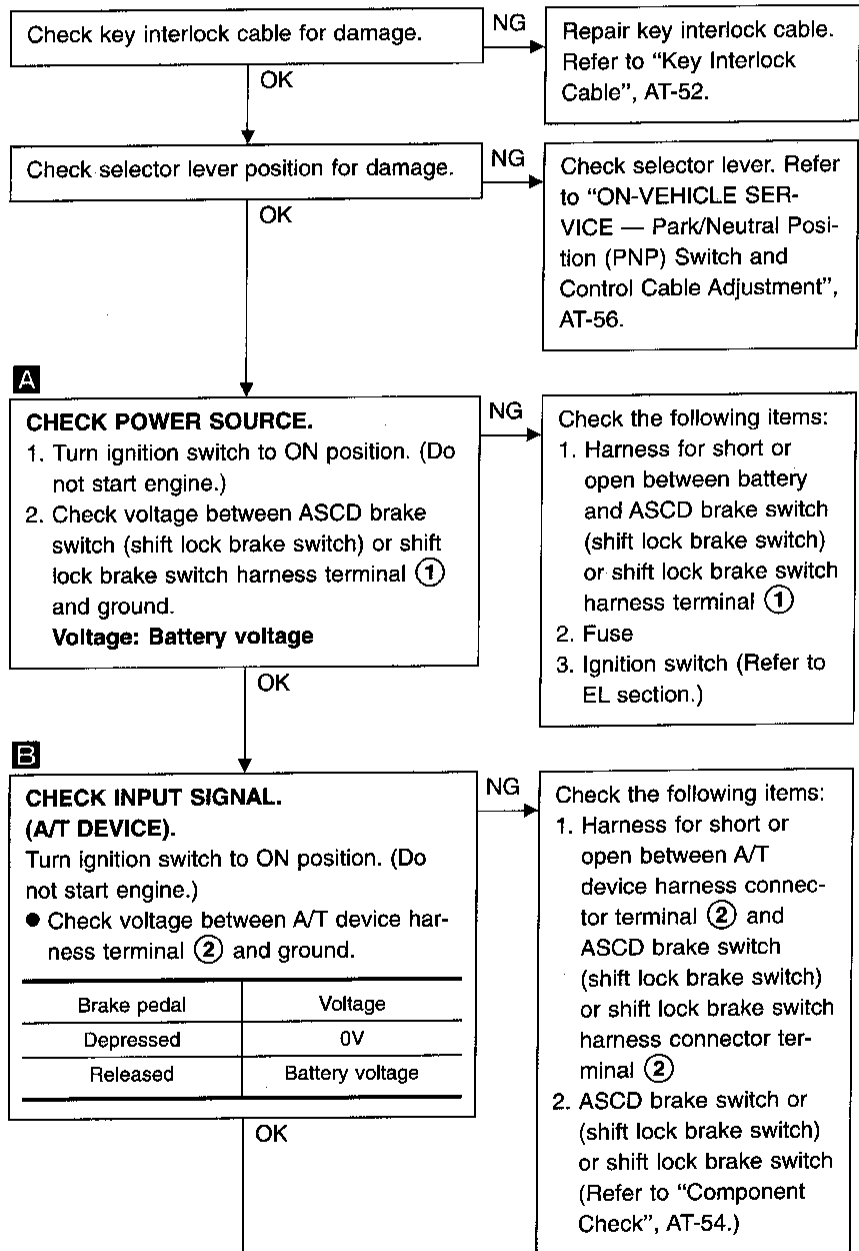 Check key interlock cable for damage.
NG
Repair key interlock cable.
Refer to “Key Interlock
Cable”, AT-52.
OK
Check selector lever position for damage.
NG
Check selector lever. Refer
to “ON-VEHICLE SER-
VICE — Park/Neutral Posi-
tion (PNP) Switch and
Control Cable Adjustment”,
AT-56.
OK
A
CHECK POWER SOURCE.
1. Turn ignition switch to ON position. (Do
not start engine.)
2. Check voltage between ASCD brake
switch (shift lock brake switch) or shift
lock brake switch harness terminal ①
and ground.
Voltage: Battery voltage
NG
Check the following items:
1. Harness for short or
open between battery
and ASCD brake switch
(shift lock brake switch)
or shift lock brake switch
harness terminal ①
2. Fuse
3. Ignition switch (Refer to
EL section.)
OK
B
CHECK INPUT SIGNAL.
(A/T DEVICE).
Turn ignition switch to ON position. (Do
not start engine.)
● Check voltage between A/T device har-
ness terminal ② and ground.
Brake pedal Voltage
Depressed 0V
Released Battery voltage
NG
Check the following items:
1. Harness for short or
open between A/T
device harness connec-
tor terminal ② and
ASCD brake switch
(shift lock brake switch)
or shift lock brake switch
harness connector ter-
minal ②
2. ASCD brake switch or
(shift lock brake switch)
or shift lock brake switch
(Refer to “Component
Check”, AT-54.)
OK